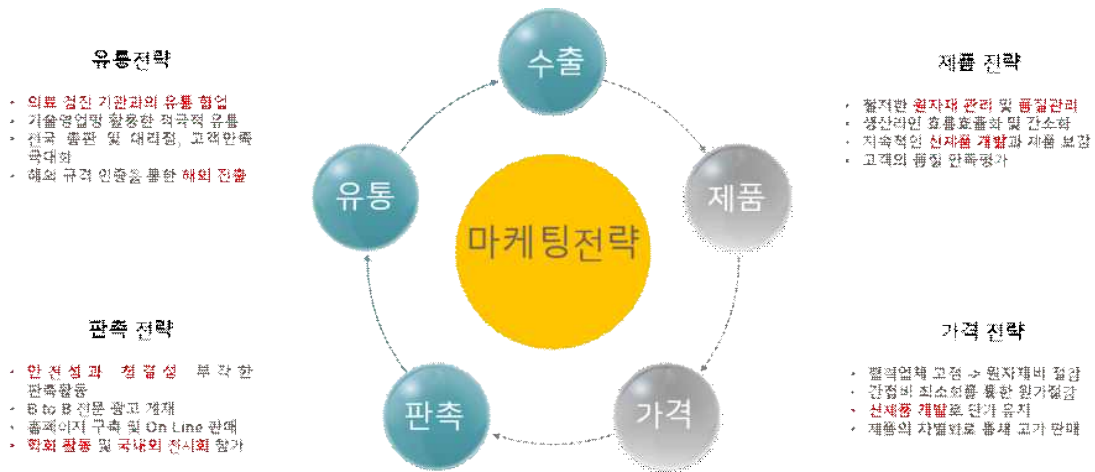 수출
유통전략
• 의료 검진 기관과의 유통 협업
• 기술영업망 활용한 적극적 유통
• 전국 총판 및 대리점, 고객만족
극대화
• 해외 규격 인증을 통한 해외 진출
제품 전략
• 철저한 원자재 관리 및 품질관리
• 생산라인 효율화 및 간소화
• 지속적인 신제품 개발과 제품 보강
• 고객의 품질 만족평가
유통
제품
마케팅전략
판촉 전략
• 안전성과 청결성 부각한
판촉활동
• B to B 전문 광고 게재
• 홈페이지 구축 및 On Line 판매
• 학회 활동 및 국내외 전시회 참가
가격 전략
• 협력업체 고정 -> 원자재비 절감
• 간접비 최소화를 통한 원가절감
• 신제품 개발로 단가 유지
• 제품의 차별화로 틈새 고가 판매
판촉
가격